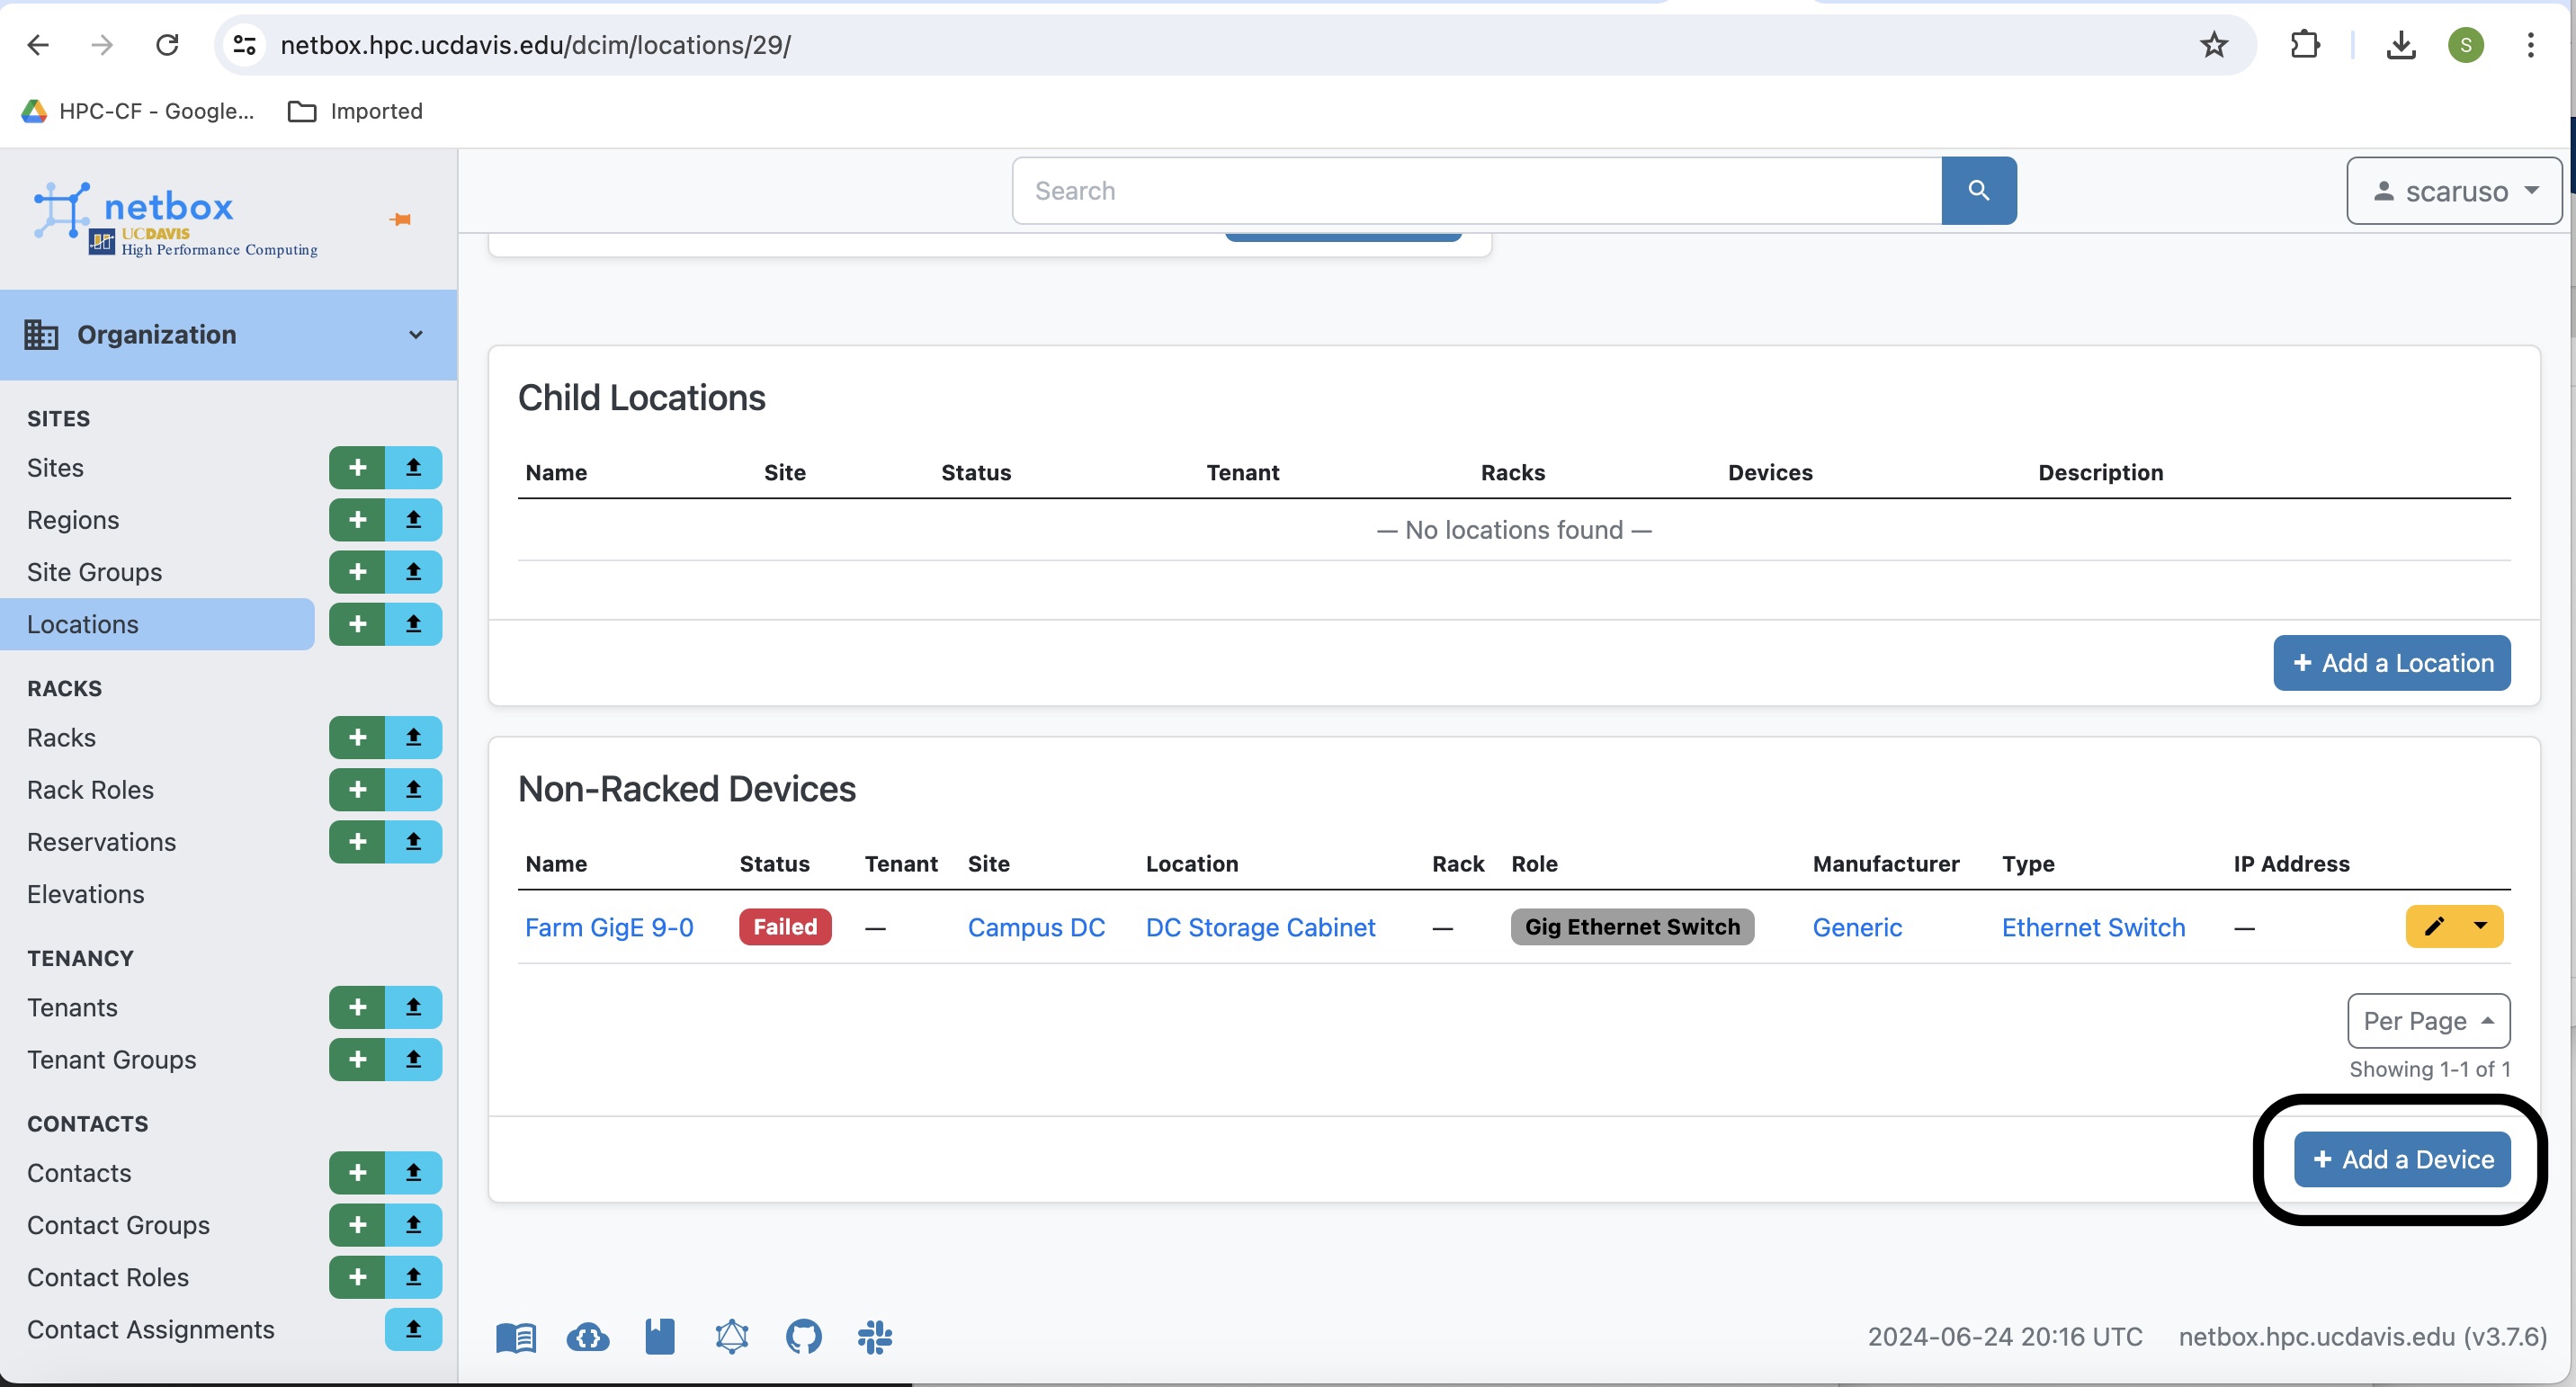 netbox.hpc.ucdavis.edu/dcim/locations/29/
S
HPC-CF - Google...
Imported
netbox
UCDAVIS
High Performance Computing
Search
scaruso
Organization
SITES
Sites
Regions
Site Groups
Locations
RACKS
Racks
Rack Roles
Reservations
Elevations
TENANCY
Tenants
Tenant Groups
CONTACTS
Contacts
Contact Groups
Contact Roles
Contact Assignments
Child Locations
Name Site Status Tenant Racks Devices Description
— No locations found —
+ Add a Location
Non-Racked Devices
Name Status Tenant Site Location Rack Role Manufacturer Type IP Address
Farm GigE 9-0 Failed — Campus DC DC Storage Cabinet — Gig Ethernet Switch Generic Ethernet Switch —
Per Page
Showing 1-1 of 1
+ Add a Device
2024-06-24 20:16 UTC netbox.hpc.ucdavis.edu (v3.7.6)